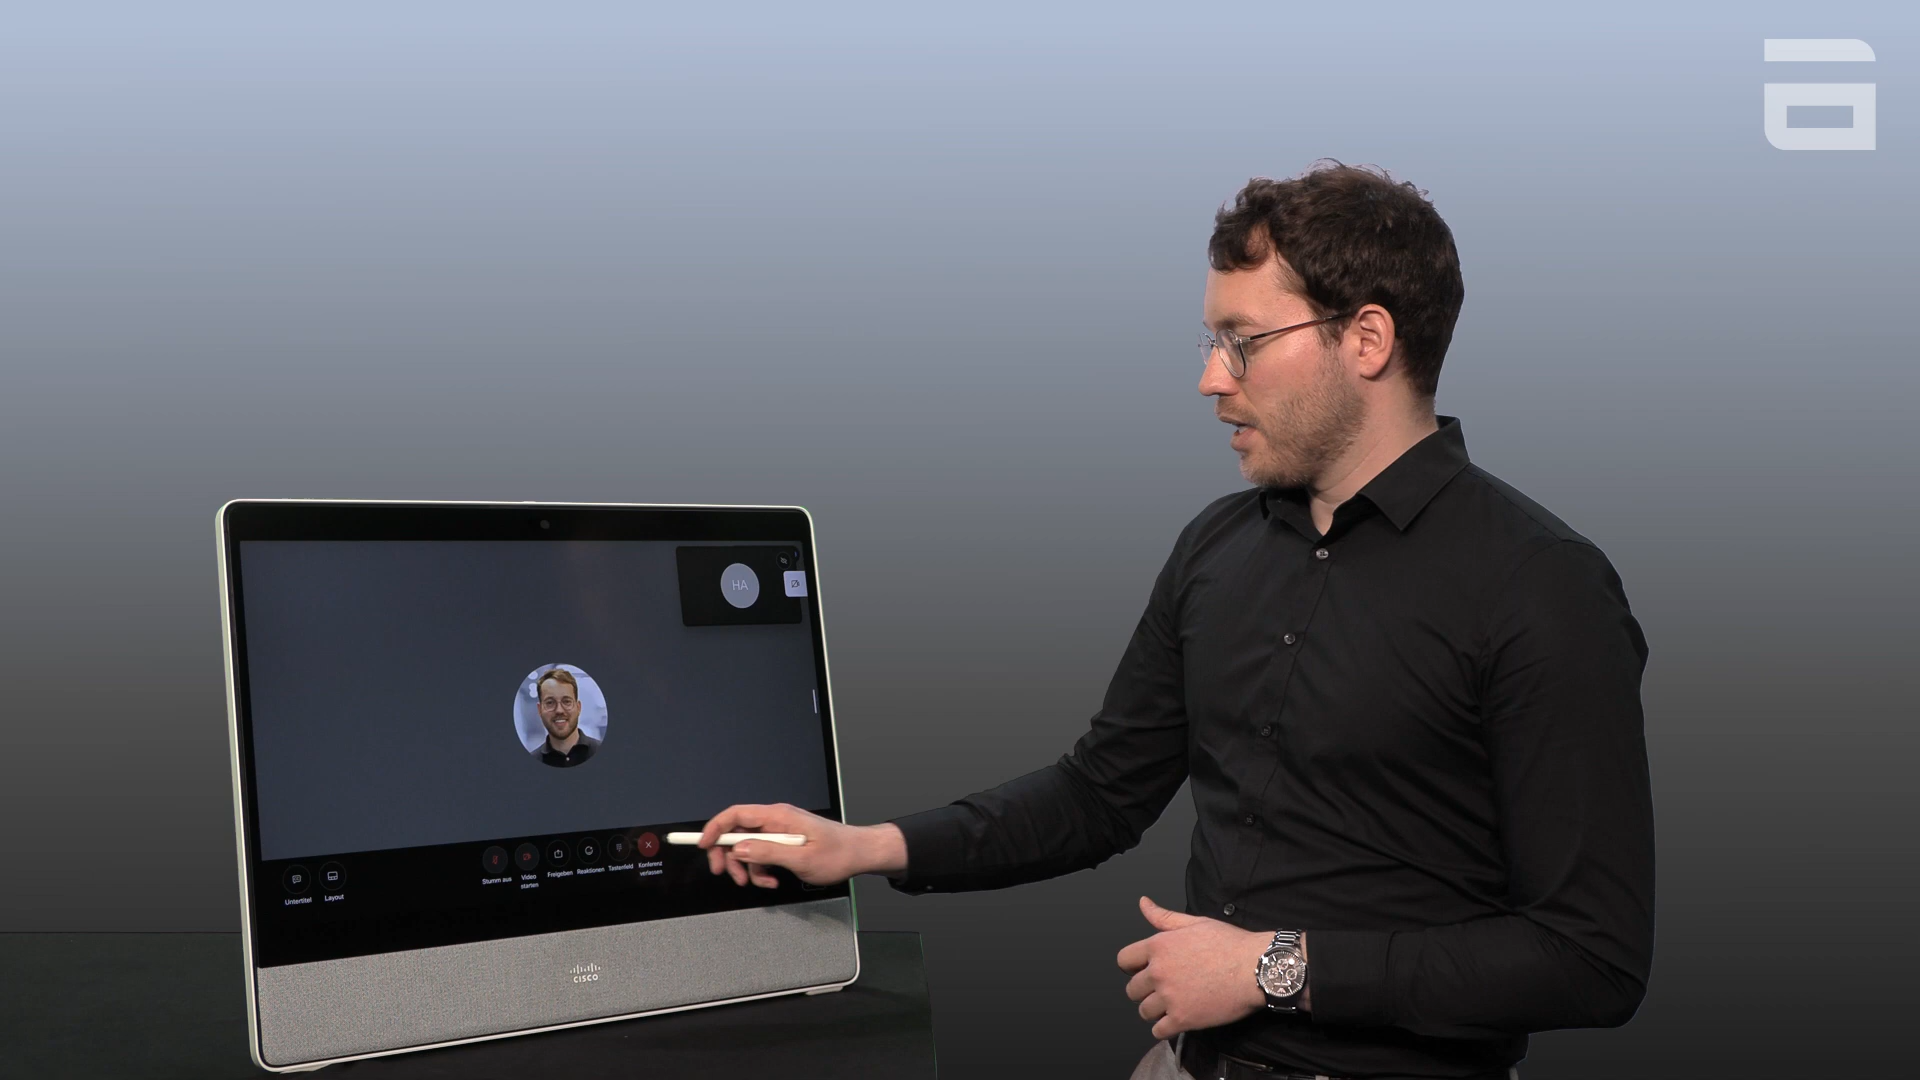 HA
Untertitel
Layout
Stumm aus
Video
starten
Freigeben
Reaktionen
Tastenfeld
Konferenz
verlassen
CISCO